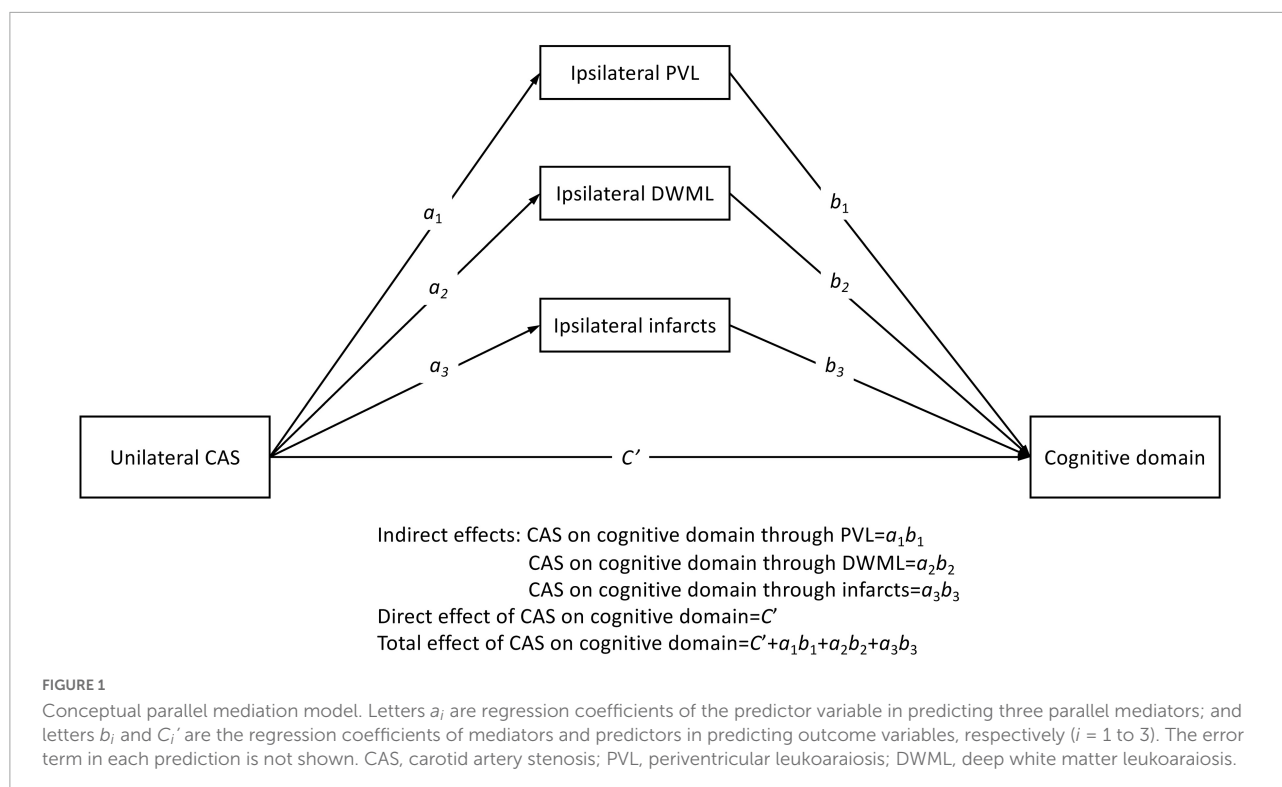 Ipsilateral PVL
Ipsilateral DWML
Ipsilateral infarcts
a₁
a₂
a₃
b₁
b₂
b₃
Unilateral CAS
C’
Cognitive domain
Indirect effects: CAS on cognitive domain through PVL=a₁b₁
CAS on cognitive domain through DWML=a₂b₂
CAS on cognitive domain through infarcts=a₃b₃
Direct effect of CAS on cognitive domain=C’
Total effect of CAS on cognitive domain=C’+a₁b₁+a₂b₂+a₃b₃
FIGURE 1
Conceptual parallel mediation model. Letters aᵢ are regression coefficients of the predictor variable in predicting three parallel mediators; and
letters bᵢ and Cᵢ’ are the regression coefficients of mediators and predictors in predicting outcome variables, respectively (i = 1 to 3). The error
term in each prediction is not shown. CAS, carotid artery stenosis; PVL, periventricular leukoaraiosis; DWML, deep white matter leukoaraiosis.